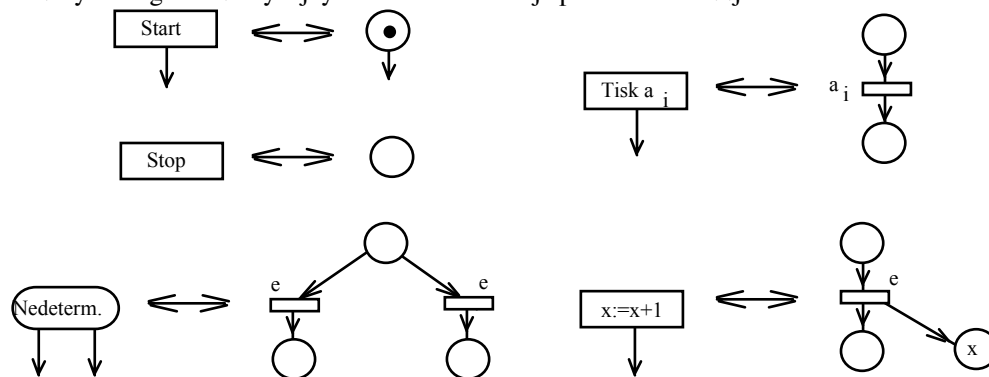 Start
Tisk a i
a i
Stop
e
e
Nedeterm.
e
x:=x+1
x